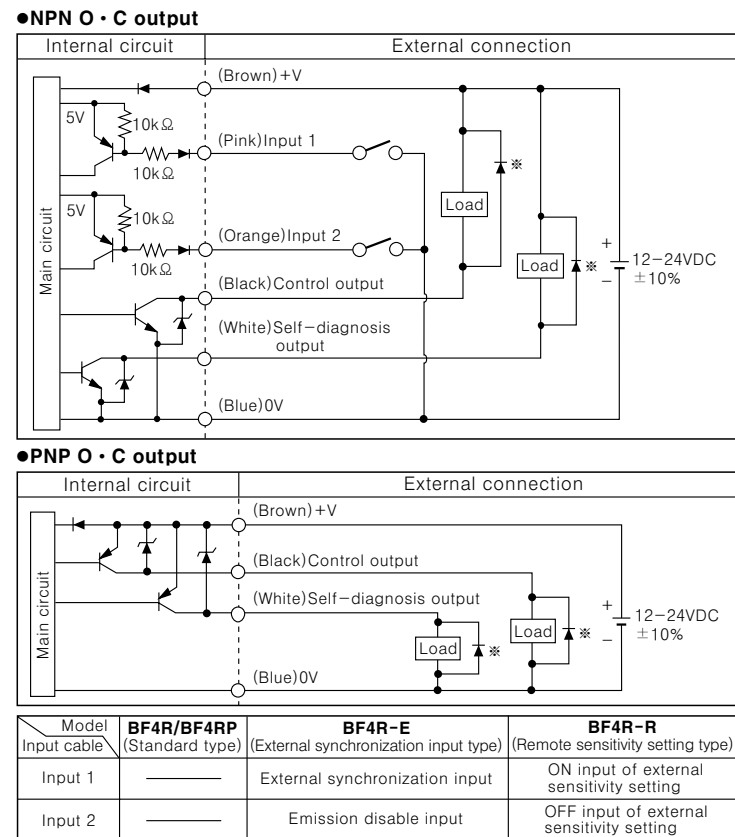 ●NPN O・C output
Internal circuit
External connection
Main circuit
(Brown)+V
5V
10kΩ
10kΩ
(Pink)Input 1
※
Load
5V
10kΩ
10kΩ
(Orange)Input 2
Load
※
+
−
12−24VDC
±10%
(Black)Control output
(White)Self−diagnosis
output
(Blue)0V
●PNP O・C output
Internal circuit
External connection
Main circuit
(Brown)+V
(Black)Control output
(White)Self−diagnosis output
Load
※
Load
※
+
−
12−24VDC
±10%
(Blue)0V
Model
Input cable
BF4R/BF4RP
(Standard type)
BF4R-E
(External synchronization input type)
BF4R-R
(Remote sensitivity setting type)
Input 1
External synchronization input
ON input of external
sensitivity setting
Input 2
Emission disable input
OFF input of external
sensitivity setting